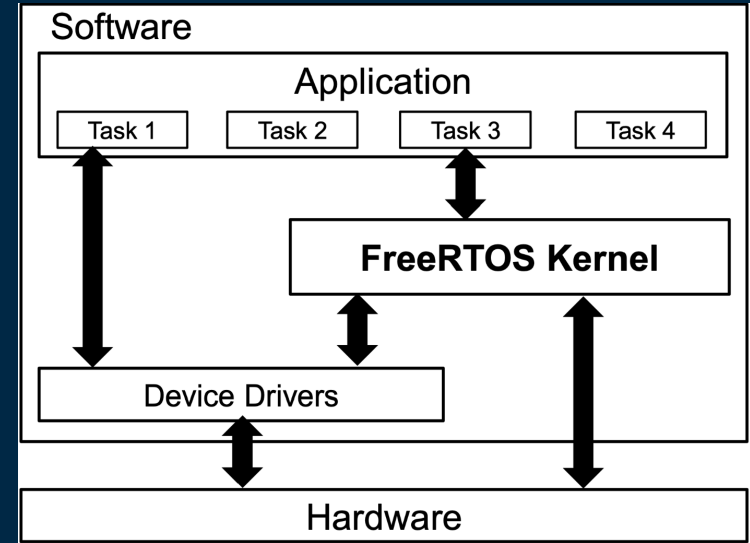 Software
Application
Task 1
Task 2
Task 3
Task 4
FreeRTOS Kernel
Device Drivers
Hardware